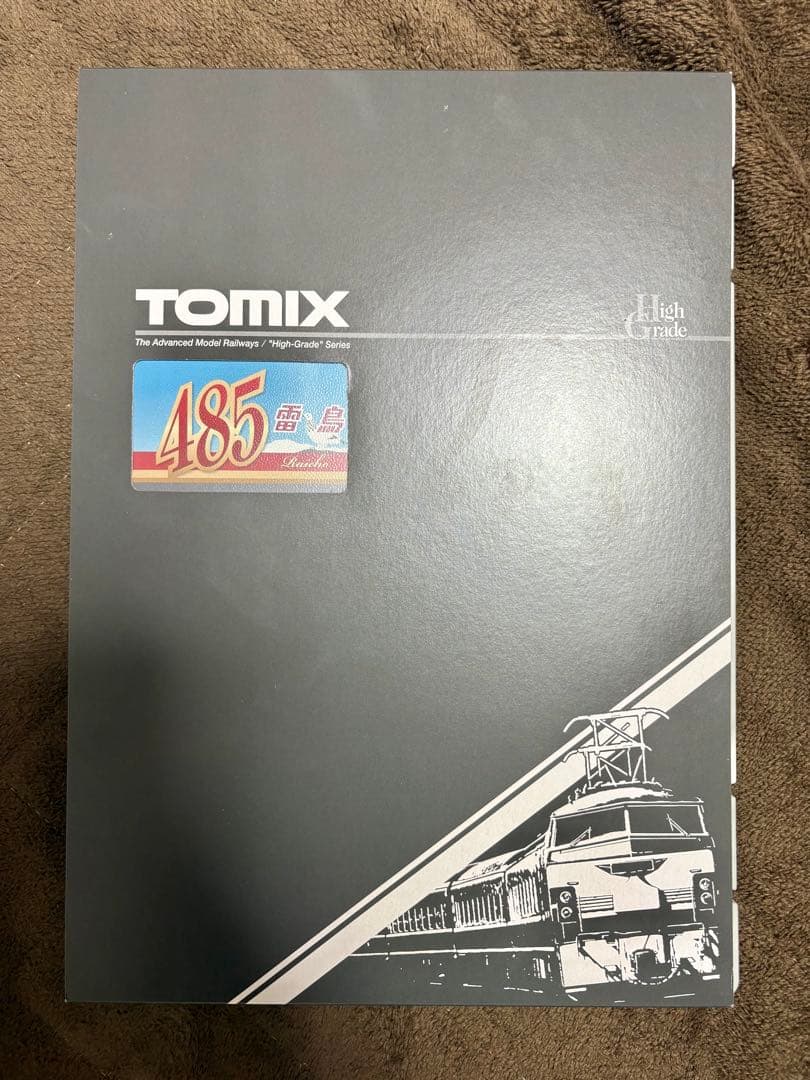 TOMIX
High
Grade
The Advanced Model Railways / "High-Grade" Series
485 雷鳥
Raicho